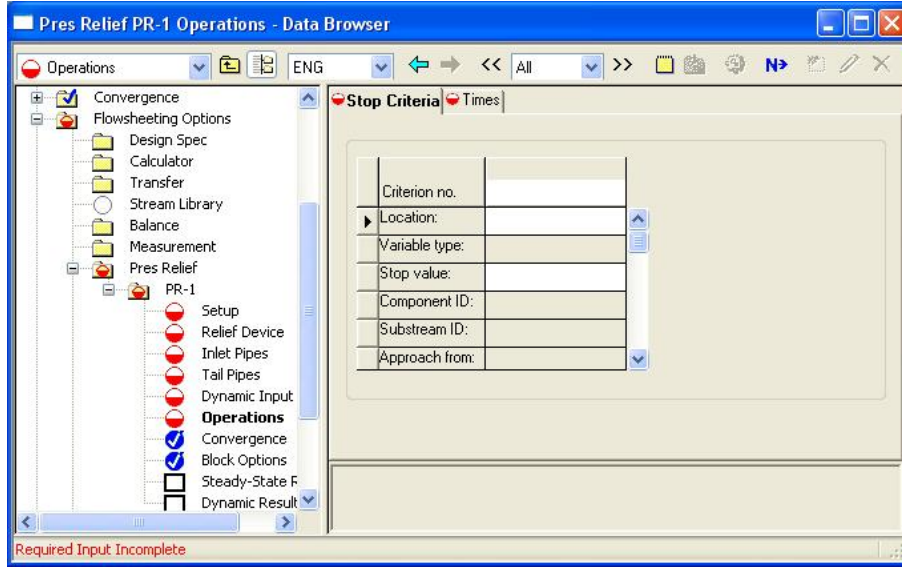 Pres Relief PR-1 Operations - Data Browser
Operations ENG << All >> N
Convergence
Flowsheeting Options
Design Spec
Calculator
Transfer
Stream Library
Balance
Measurement
Pres Relief
PR-1
Setup
Relief Device
Inlet Pipes
Tail Pipes
Dynamic Input
Operations
Convergence
Block Options
Steady-State R
Dynamic Result
Stop Criteria Times
Criterion no.
Location:
Variable type:
Stop value:
Component ID:
Substream ID:
Approach from:
Required Input Incomplete